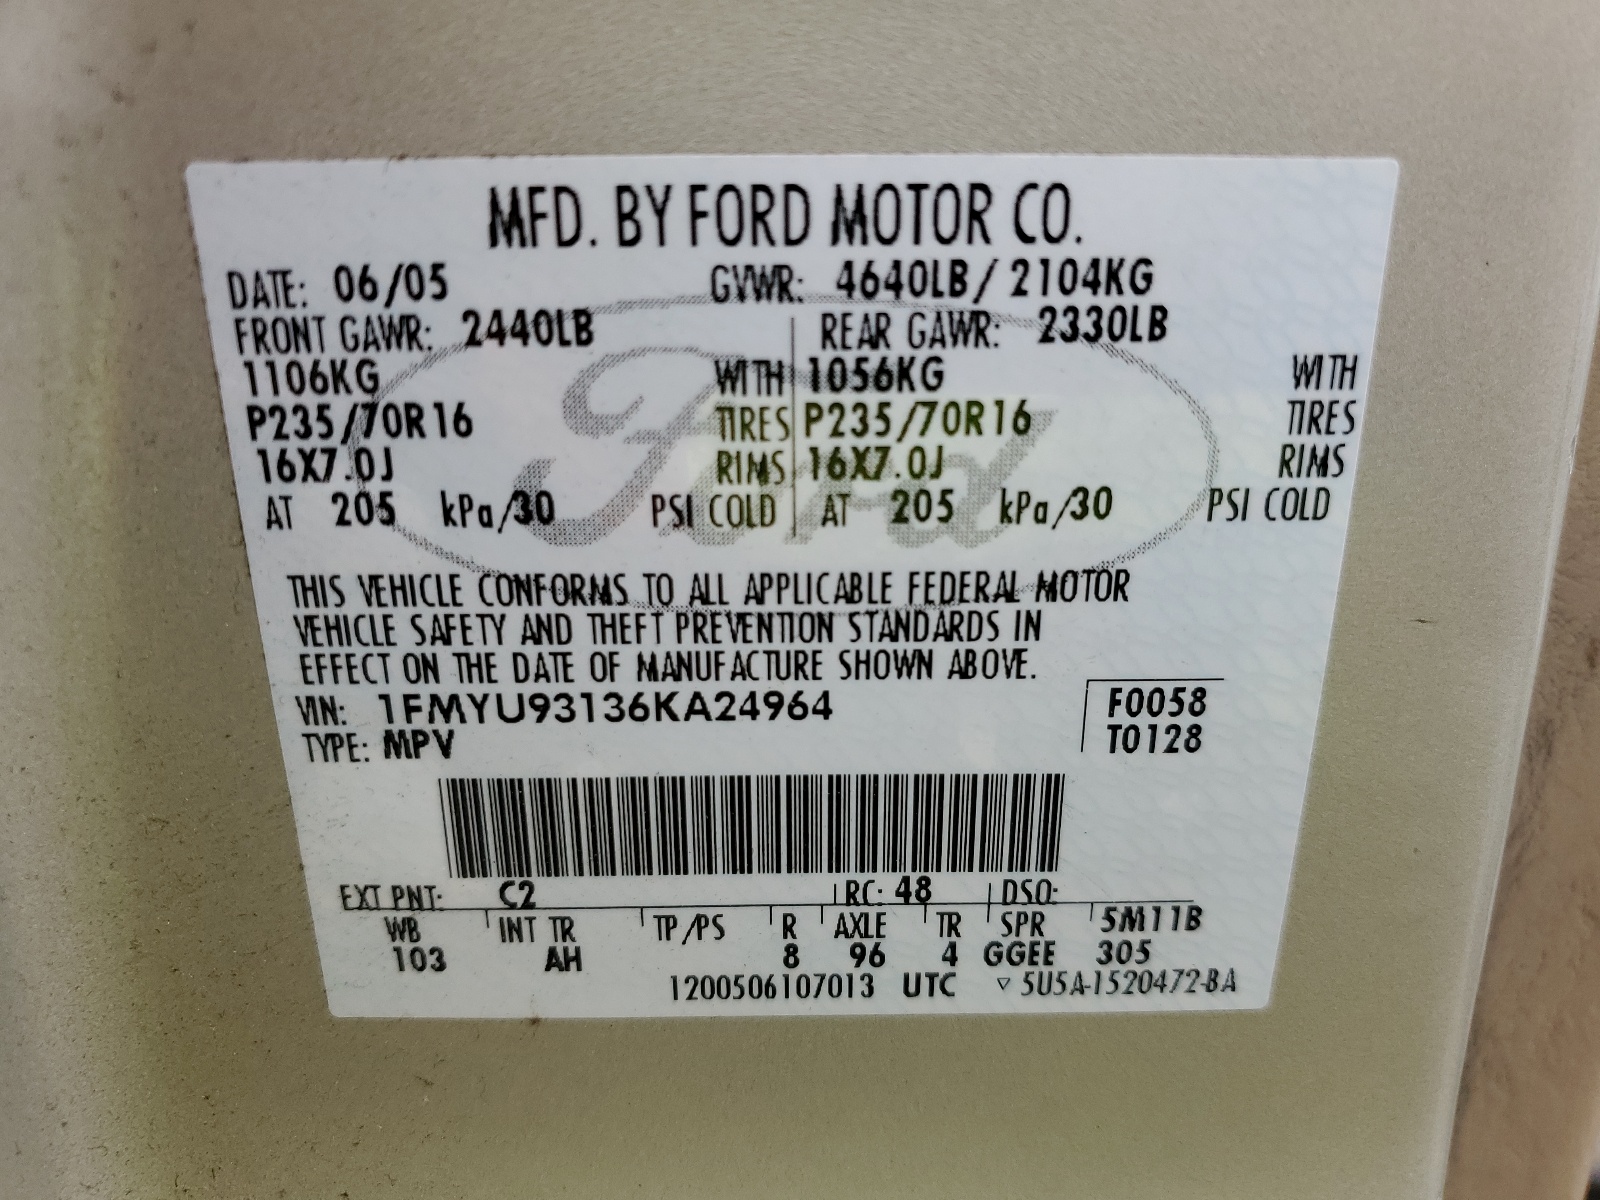 MFD. BY FORD MOTOR CO.
DATE: 06/05 GVWR: 4640LB/ 2104KG
FRONT GAWR: 2440LB REAR GAWR: 2330LB
1106KG WITH 1056KG WITH
P235/70R16 TIRES P235/70R16 TIRES
16X7.0J RIMS 16X7.0J RIMS
AT 205 kPa/30 PSI COLD AT 205 kPa/30 PSI COLD
Ford
THIS VEHICLE CONFORMS TO ALL APPLICABLE FEDERAL MOTOR
VEHICLE SAFETY AND THEFT PREVENTION STANDARDS IN
EFFECT ON THE DATE OF MANUFACTURE SHOWN ABOVE.
VIN: 1FMYU93136KA24964 F0058
TYPE: MPV T0128
EXT PNT: C2 RC: 48 DSO:
WB INT TR TP/PS R AXLE TR SPR 5M11B
103 AH 8 96 4 GGEE 305
1200506107013 UTC ▽ 5U5A-1520472-BA